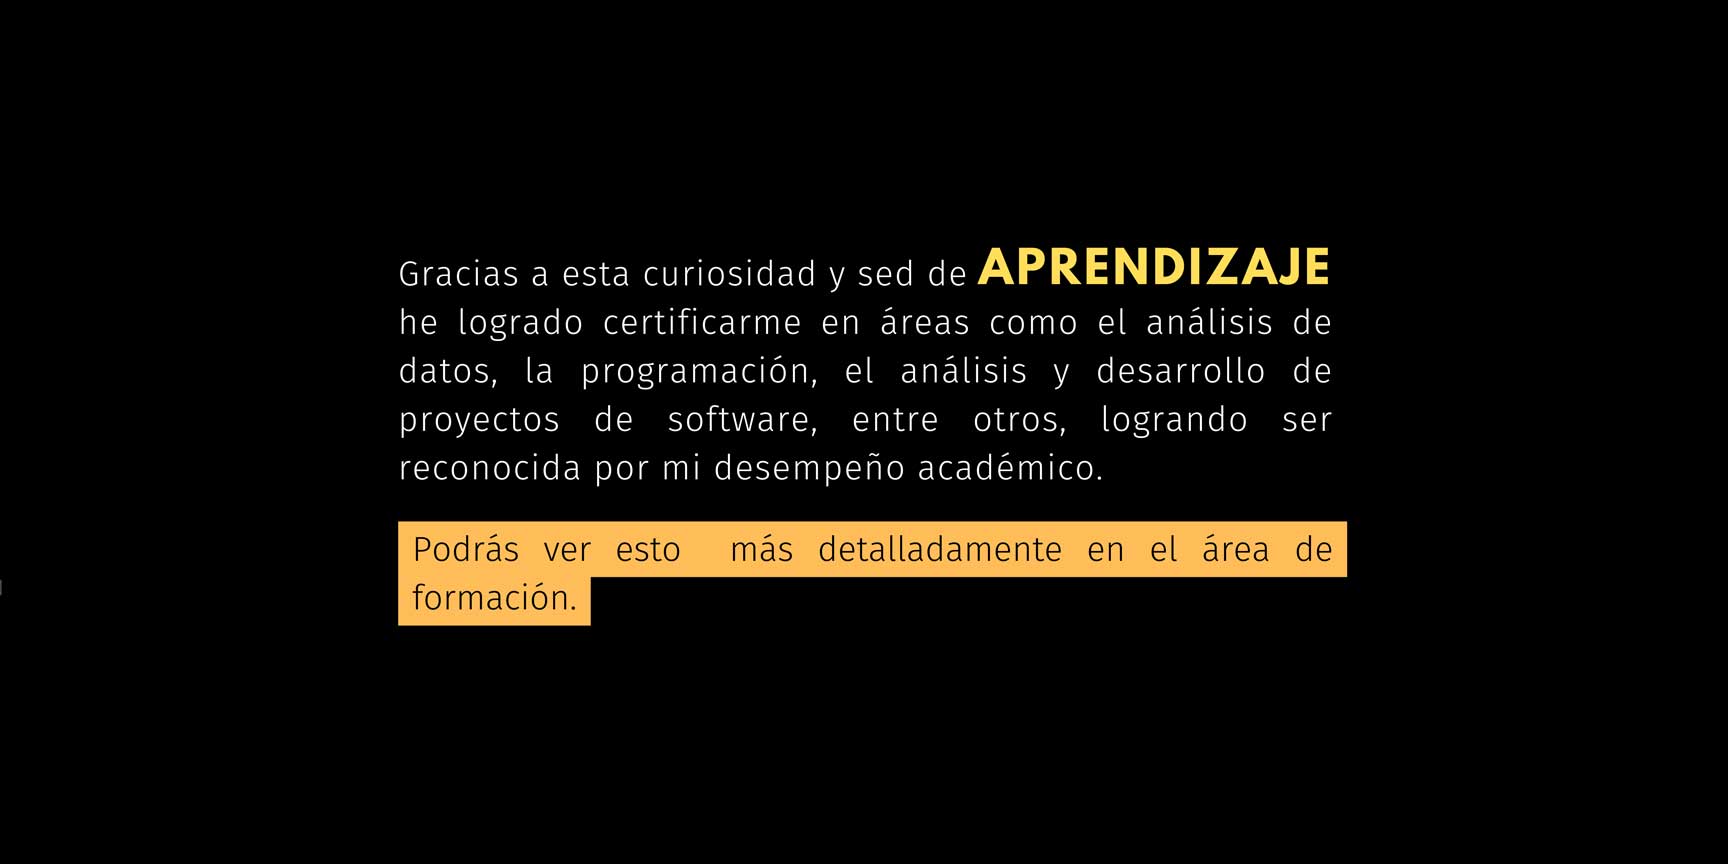 Gracias a esta curiosidad y sed de APRENDIZAJE
he logrado certificarme en áreas como el análisis de
datos, la programación, el análisis y desarrollo de
proyectos de software, entre otros, logrando ser
reconocida por mi desempeño académico.
Podrás ver esto más detalladamente en el área de
formación.